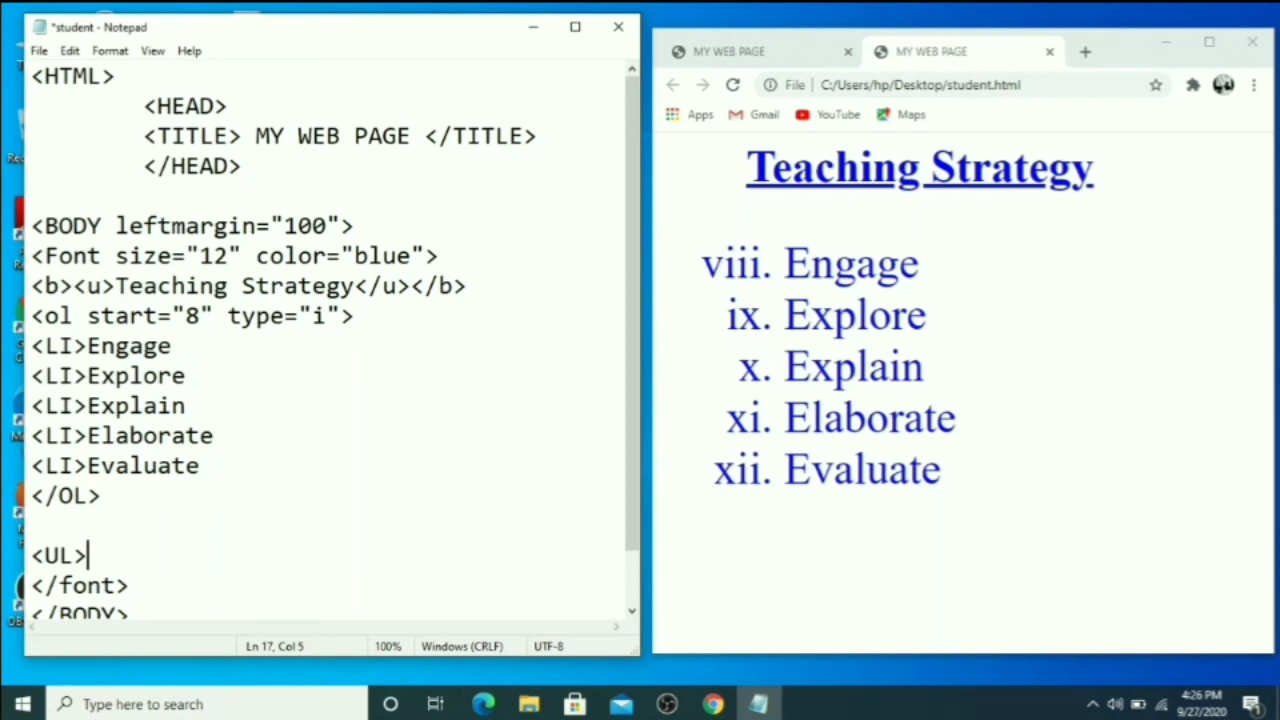 *student - Notepad
File Edit Format View Help
<HTML>
<HEAD>
<TITLE> MY WEB PAGE </TITLE>
</HEAD>
<BODY leftmargin="100">
<Font size="12" color="blue">
<b><u>Teaching Strategy</u></b>
<ol start="8" type="i">
<LI>Engage
<LI>Explore
<LI>Explain
<LI>Elaborate
<LI>Evaluate
</OL>
<UL>
</font>
</BODY>
Ln 17, Col 5 100% Windows (CRLF) UTF-8
MY WEB PAGE MY WEB PAGE
File C:/Users/hp/Desktop/student.html
Apps Gmail YouTube Maps
Teaching Strategy
viii. Engage
ix. Explore
x. Explain
xi. Elaborate
xii. Evaluate
Type here to search
4:26 PM
9/27/2020
1